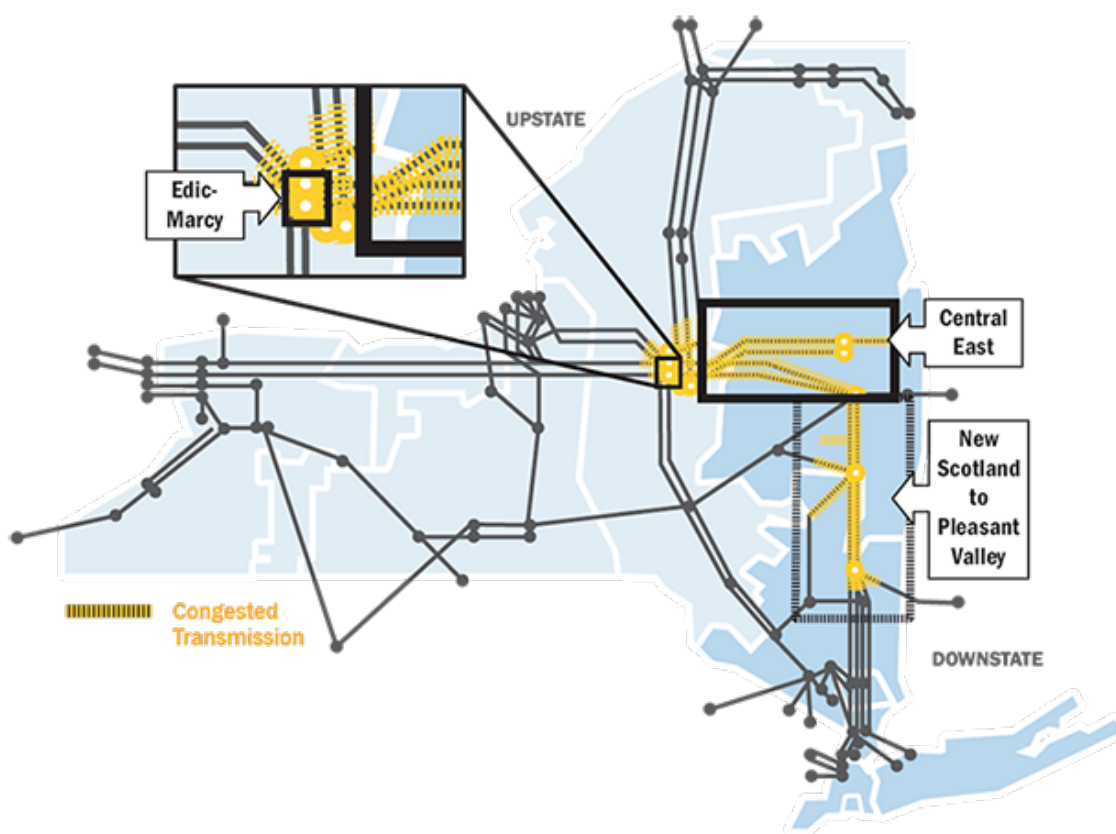 UPSTATE
Edic-
Marcy
Central
East
New
Scotland
to
Pleasant
Valley
Congested
Transmission
DOWNSTATE